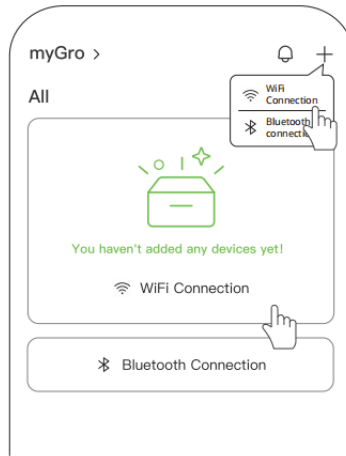 myGro >
All
WiFi
Connection
Bluetooth
You haven't added any devices yet!
WiFi Connection
Bluetooth Connection